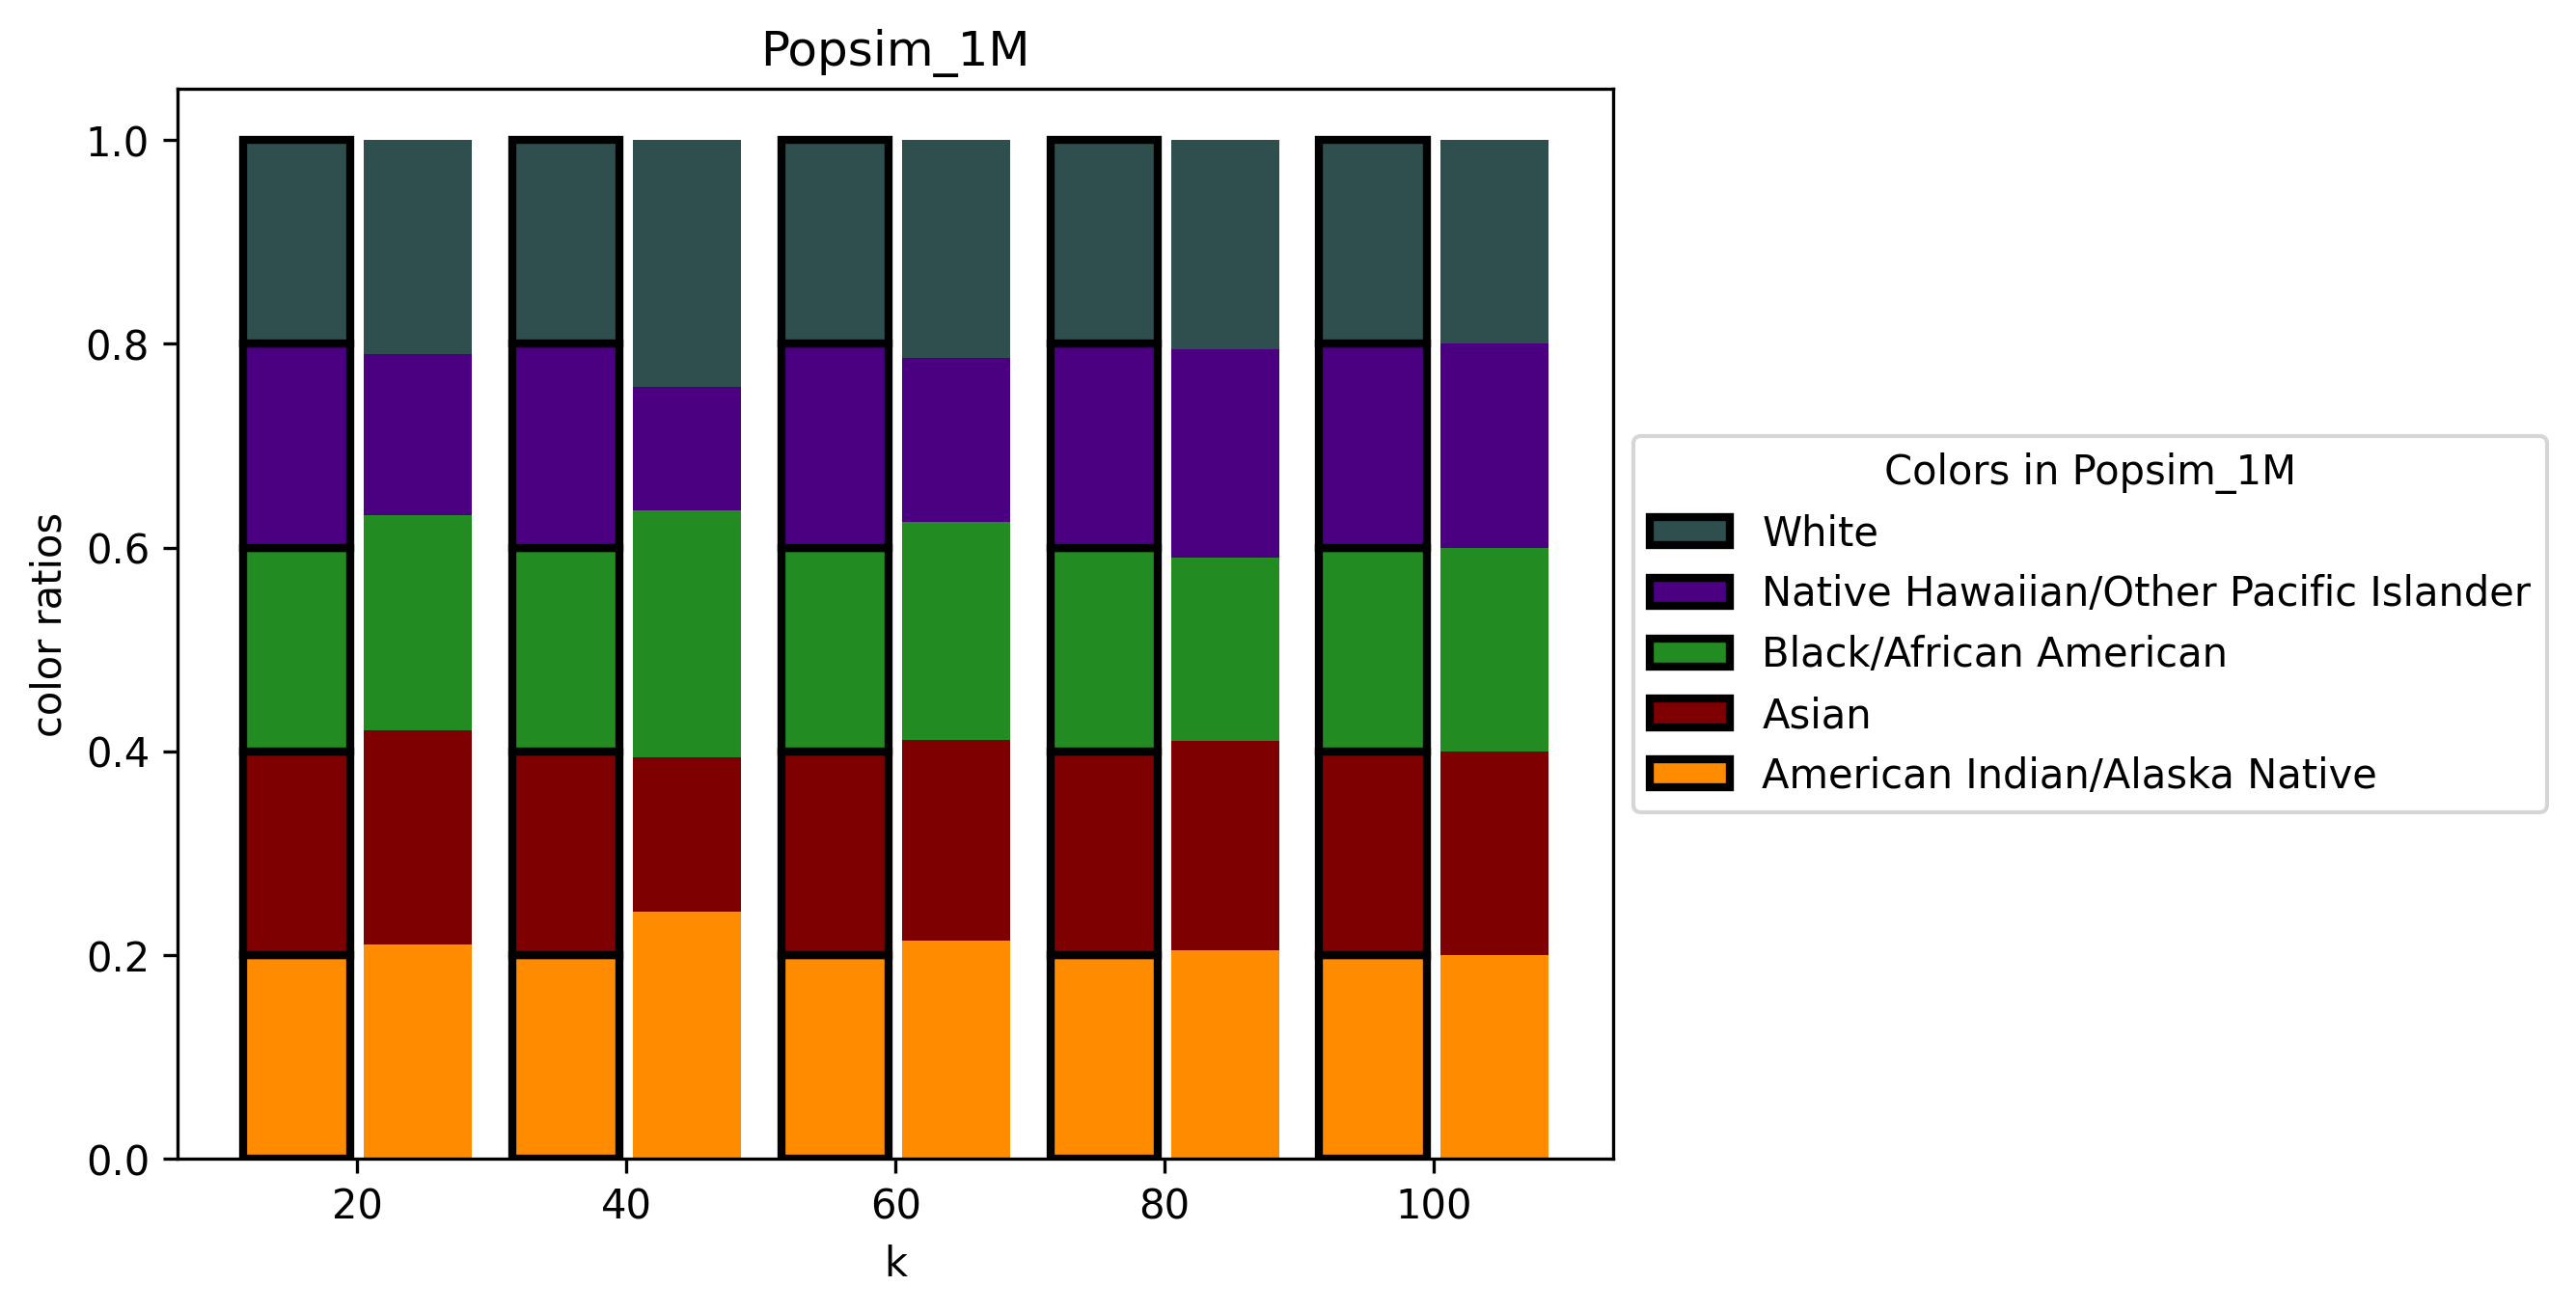 Popsim_1M
1.0
0.8
0.6
0.4
0.2
0.0
color ratios
20 40 60 80 100
k
Colors in Popsim_1M
White
Native Hawaiian/Other Pacific Islander
Black/African American
Asian
American Indian/Alaska Native